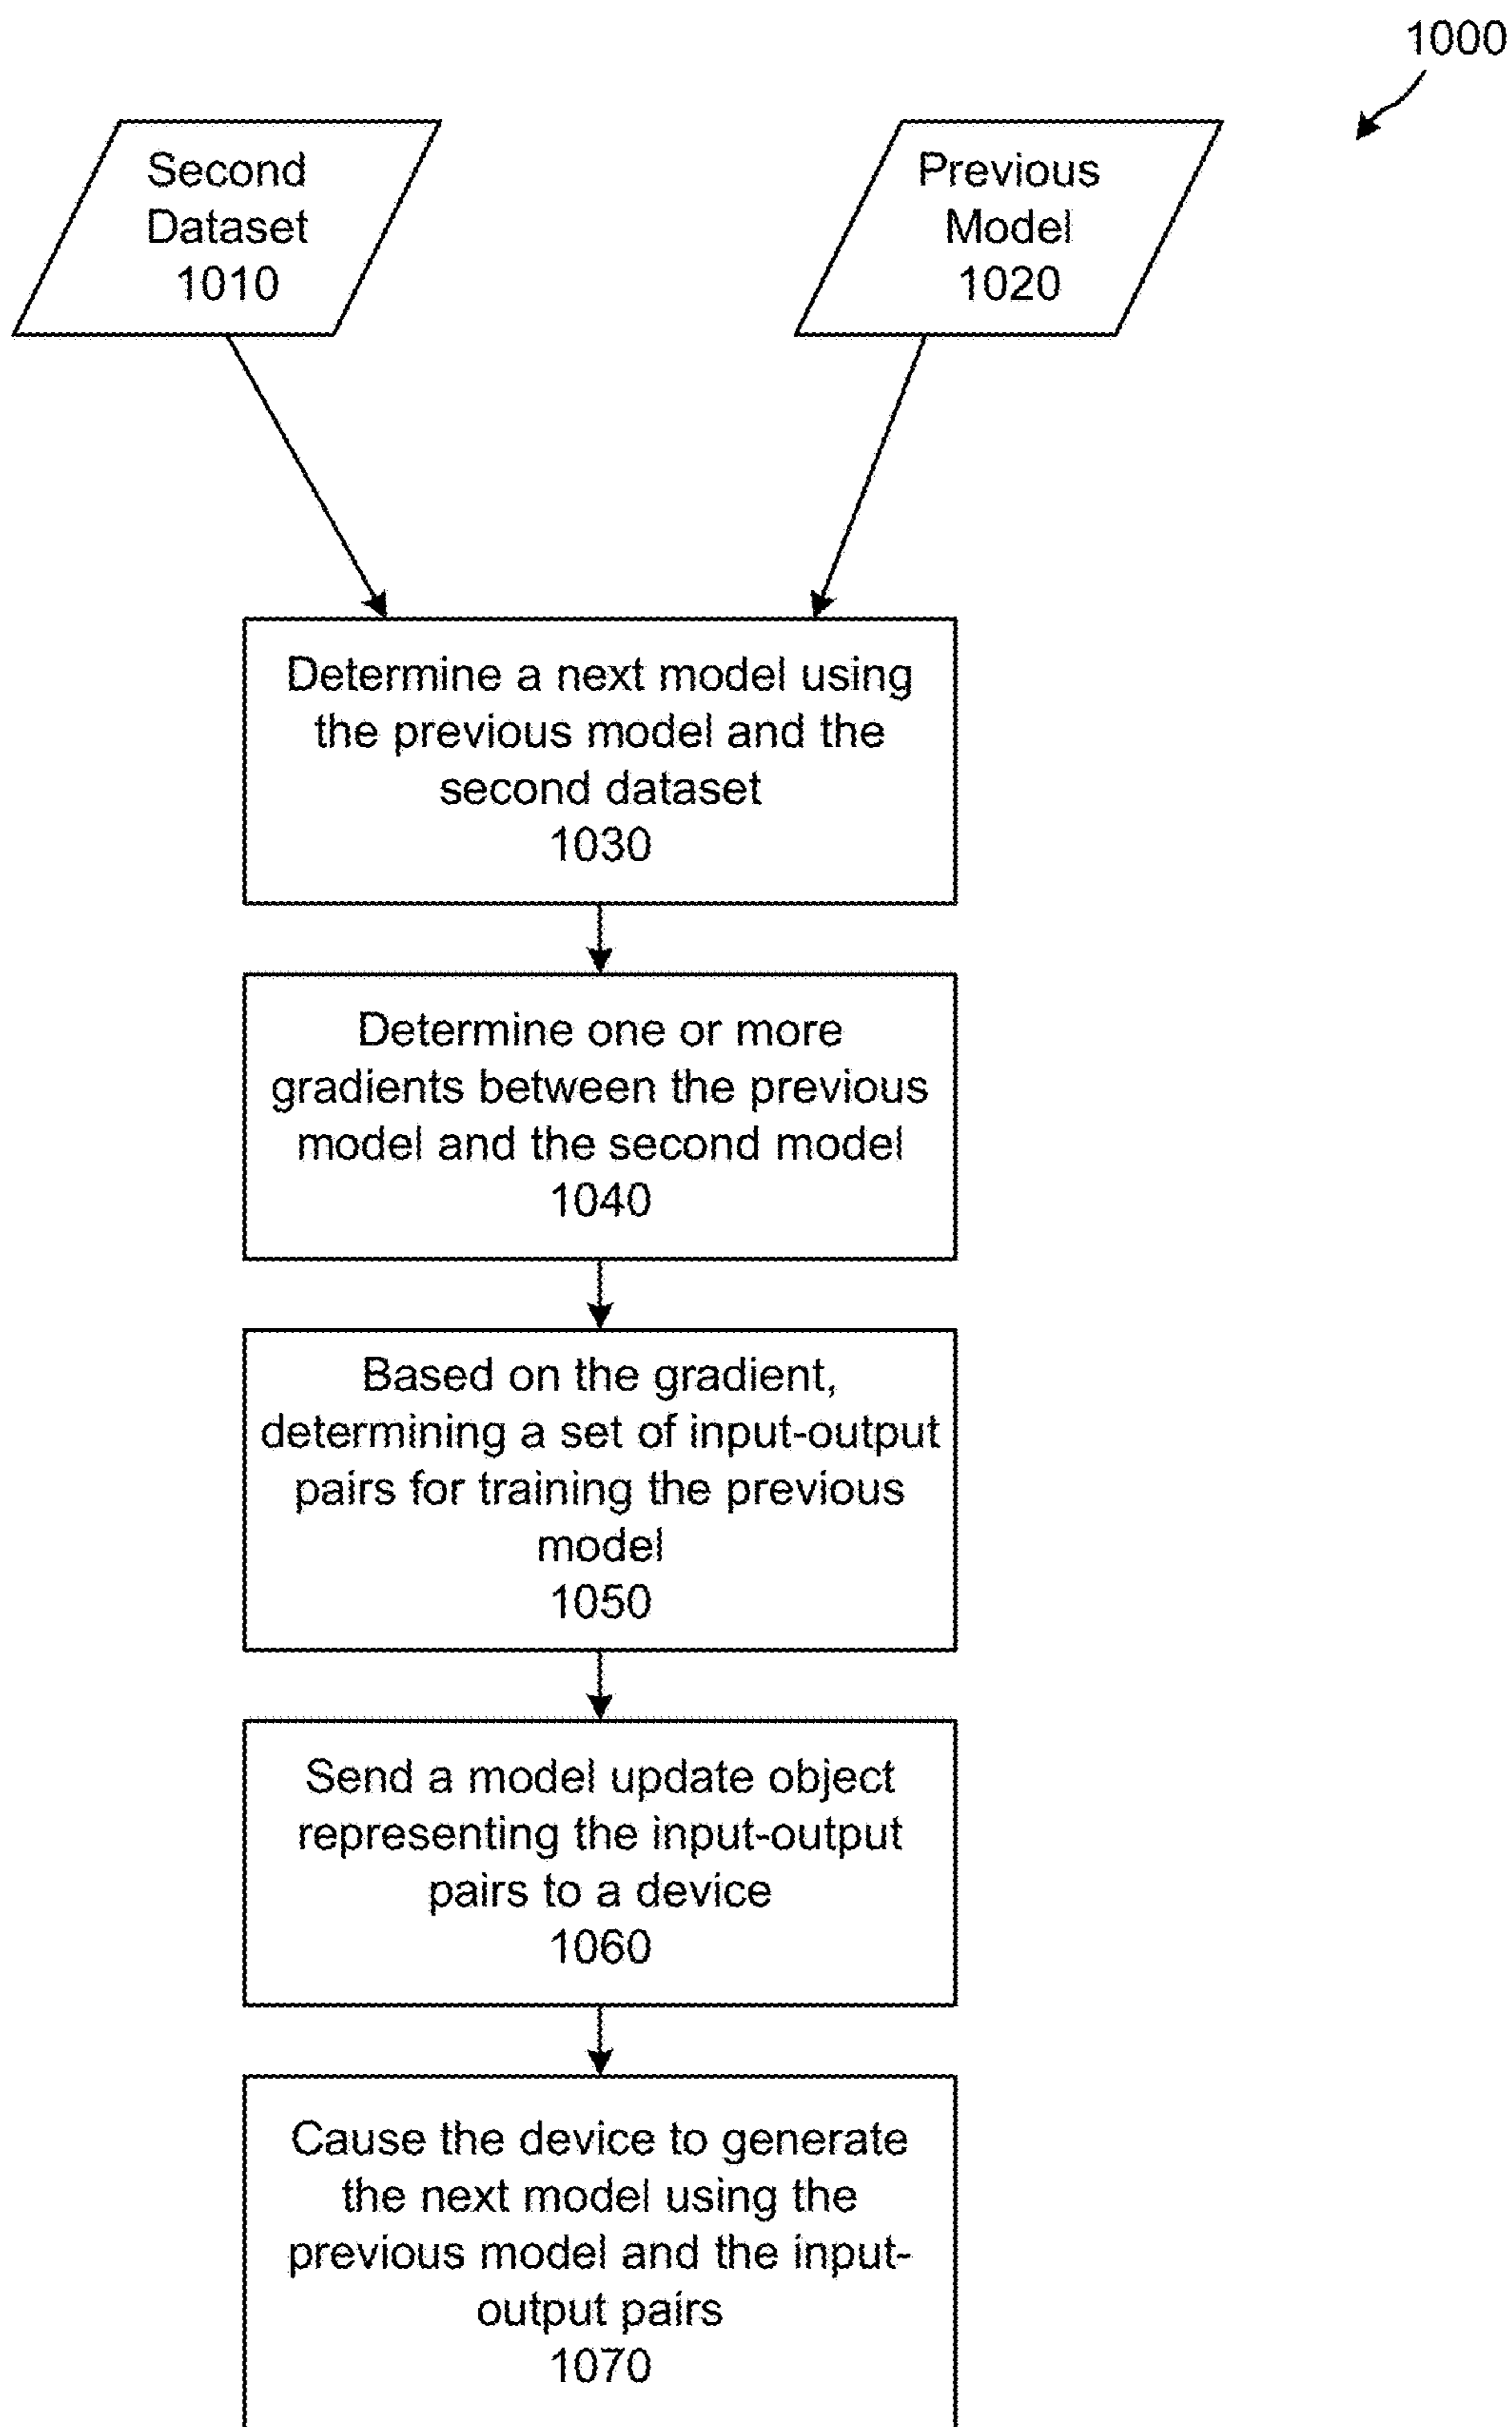 1000
Second
Dataset
1010
Previous
Model
1020
Determine a next model using
the previous model and the
second dataset
1030
Determine one or more
gradients between the previous
model and the second model
1040
Based on the gradient,
determining a set of input-output
pairs for training the previous
model
1050
Send a model update object
representing the input-output
pairs to a device
1060
Cause the device to generate
the next model using the
previous model and the input-
output pairs
1070